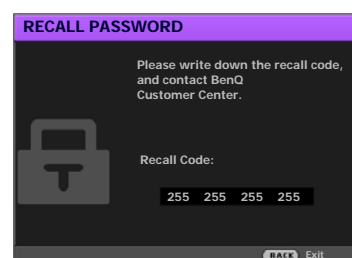 RECALL PASSWORD
Please write down the recall code,
and contact BenQ
Customer Center.
Recall Code:
255 255 255 255
BACK Exit